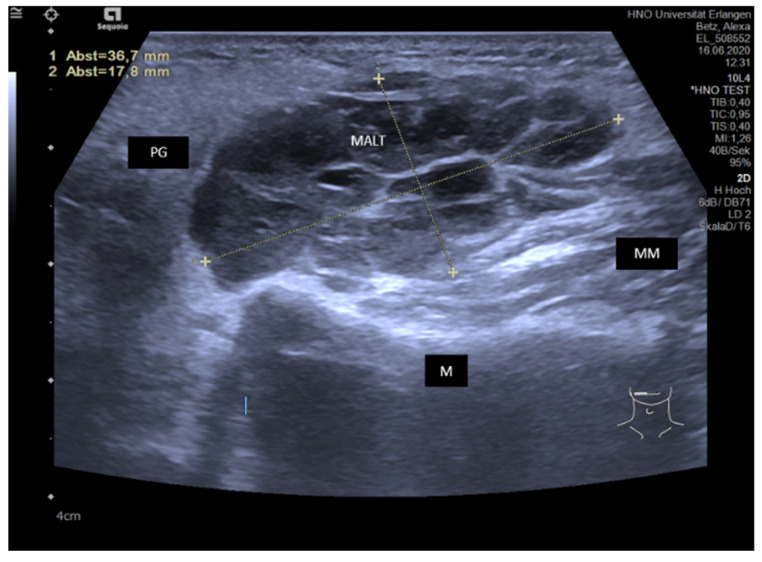 Sequoia
1 Abst=36,7 mm
2 Abst=17,8 mm
HNO Universität Erlangen
Betz, Alexa
EL_508552
16.06.2020
12:31
10L4
*HNO TEST
TIB:0,40
TIC:0,95
TIS:0,40
MI:1,26
40B/Sek
95%
2D
H Hoch
6dB/ DB71
LD 2
SkalaD/T6
PG
MALT
MM
M
4cm